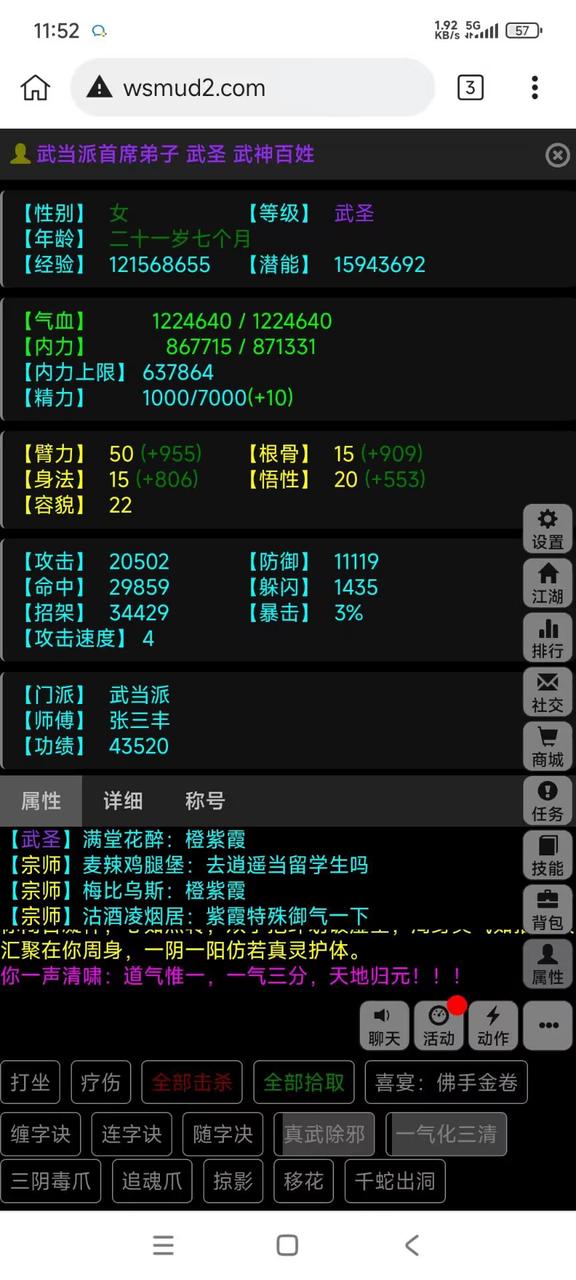 11:52
1.92 KB/s 5G 57
wsmud2.com
3
武当派首席弟子 武圣 武神百姓
【性别】 女 【等级】 武圣
【年龄】 二十一岁七个月
【经验】 121568655 【潜能】 15943692
【气血】 1224640 / 1224640
【内力】 867715 / 871331
【内力上限】 637864
【精力】 1000/7000(+10)
【臂力】 50 (+955) 【根骨】 15 (+909)
【身法】 15 (+806) 【悟性】 20 (+553)
【容貌】 22
设置
【攻击】 20502 【防御】 11119
【命中】 29859 【躲闪】 1435
江湖
【招架】 34429 【暴击】 3%
【攻击速度】 4
排行
【门派】 武当派
社交
【师傅】 张三丰
【功绩】 43520
商城
属性 详细 称号
任务
【武圣】满堂花醉：橙紫霞
【宗师】麦辣鸡腿堡：去逍遥当留学生吗
技能
【宗师】梅比乌斯：橙紫霞
【宗师】沽酒凌烟居：紫霞特殊御气一下
背包
汇聚在你周身，一阴一阳仿若真灵护体。
你一声清啸：道气惟一，一气三分，天地归元！！！
属性
聊天 活动 动作
打坐 疗伤 全部击杀 全部拾取 喜宴：佛手金卷
缠字诀 连字诀 随字决 真武除邪 一气化三清
三阴毒爪 追魂爪 掠影 移花 千蛇出洞